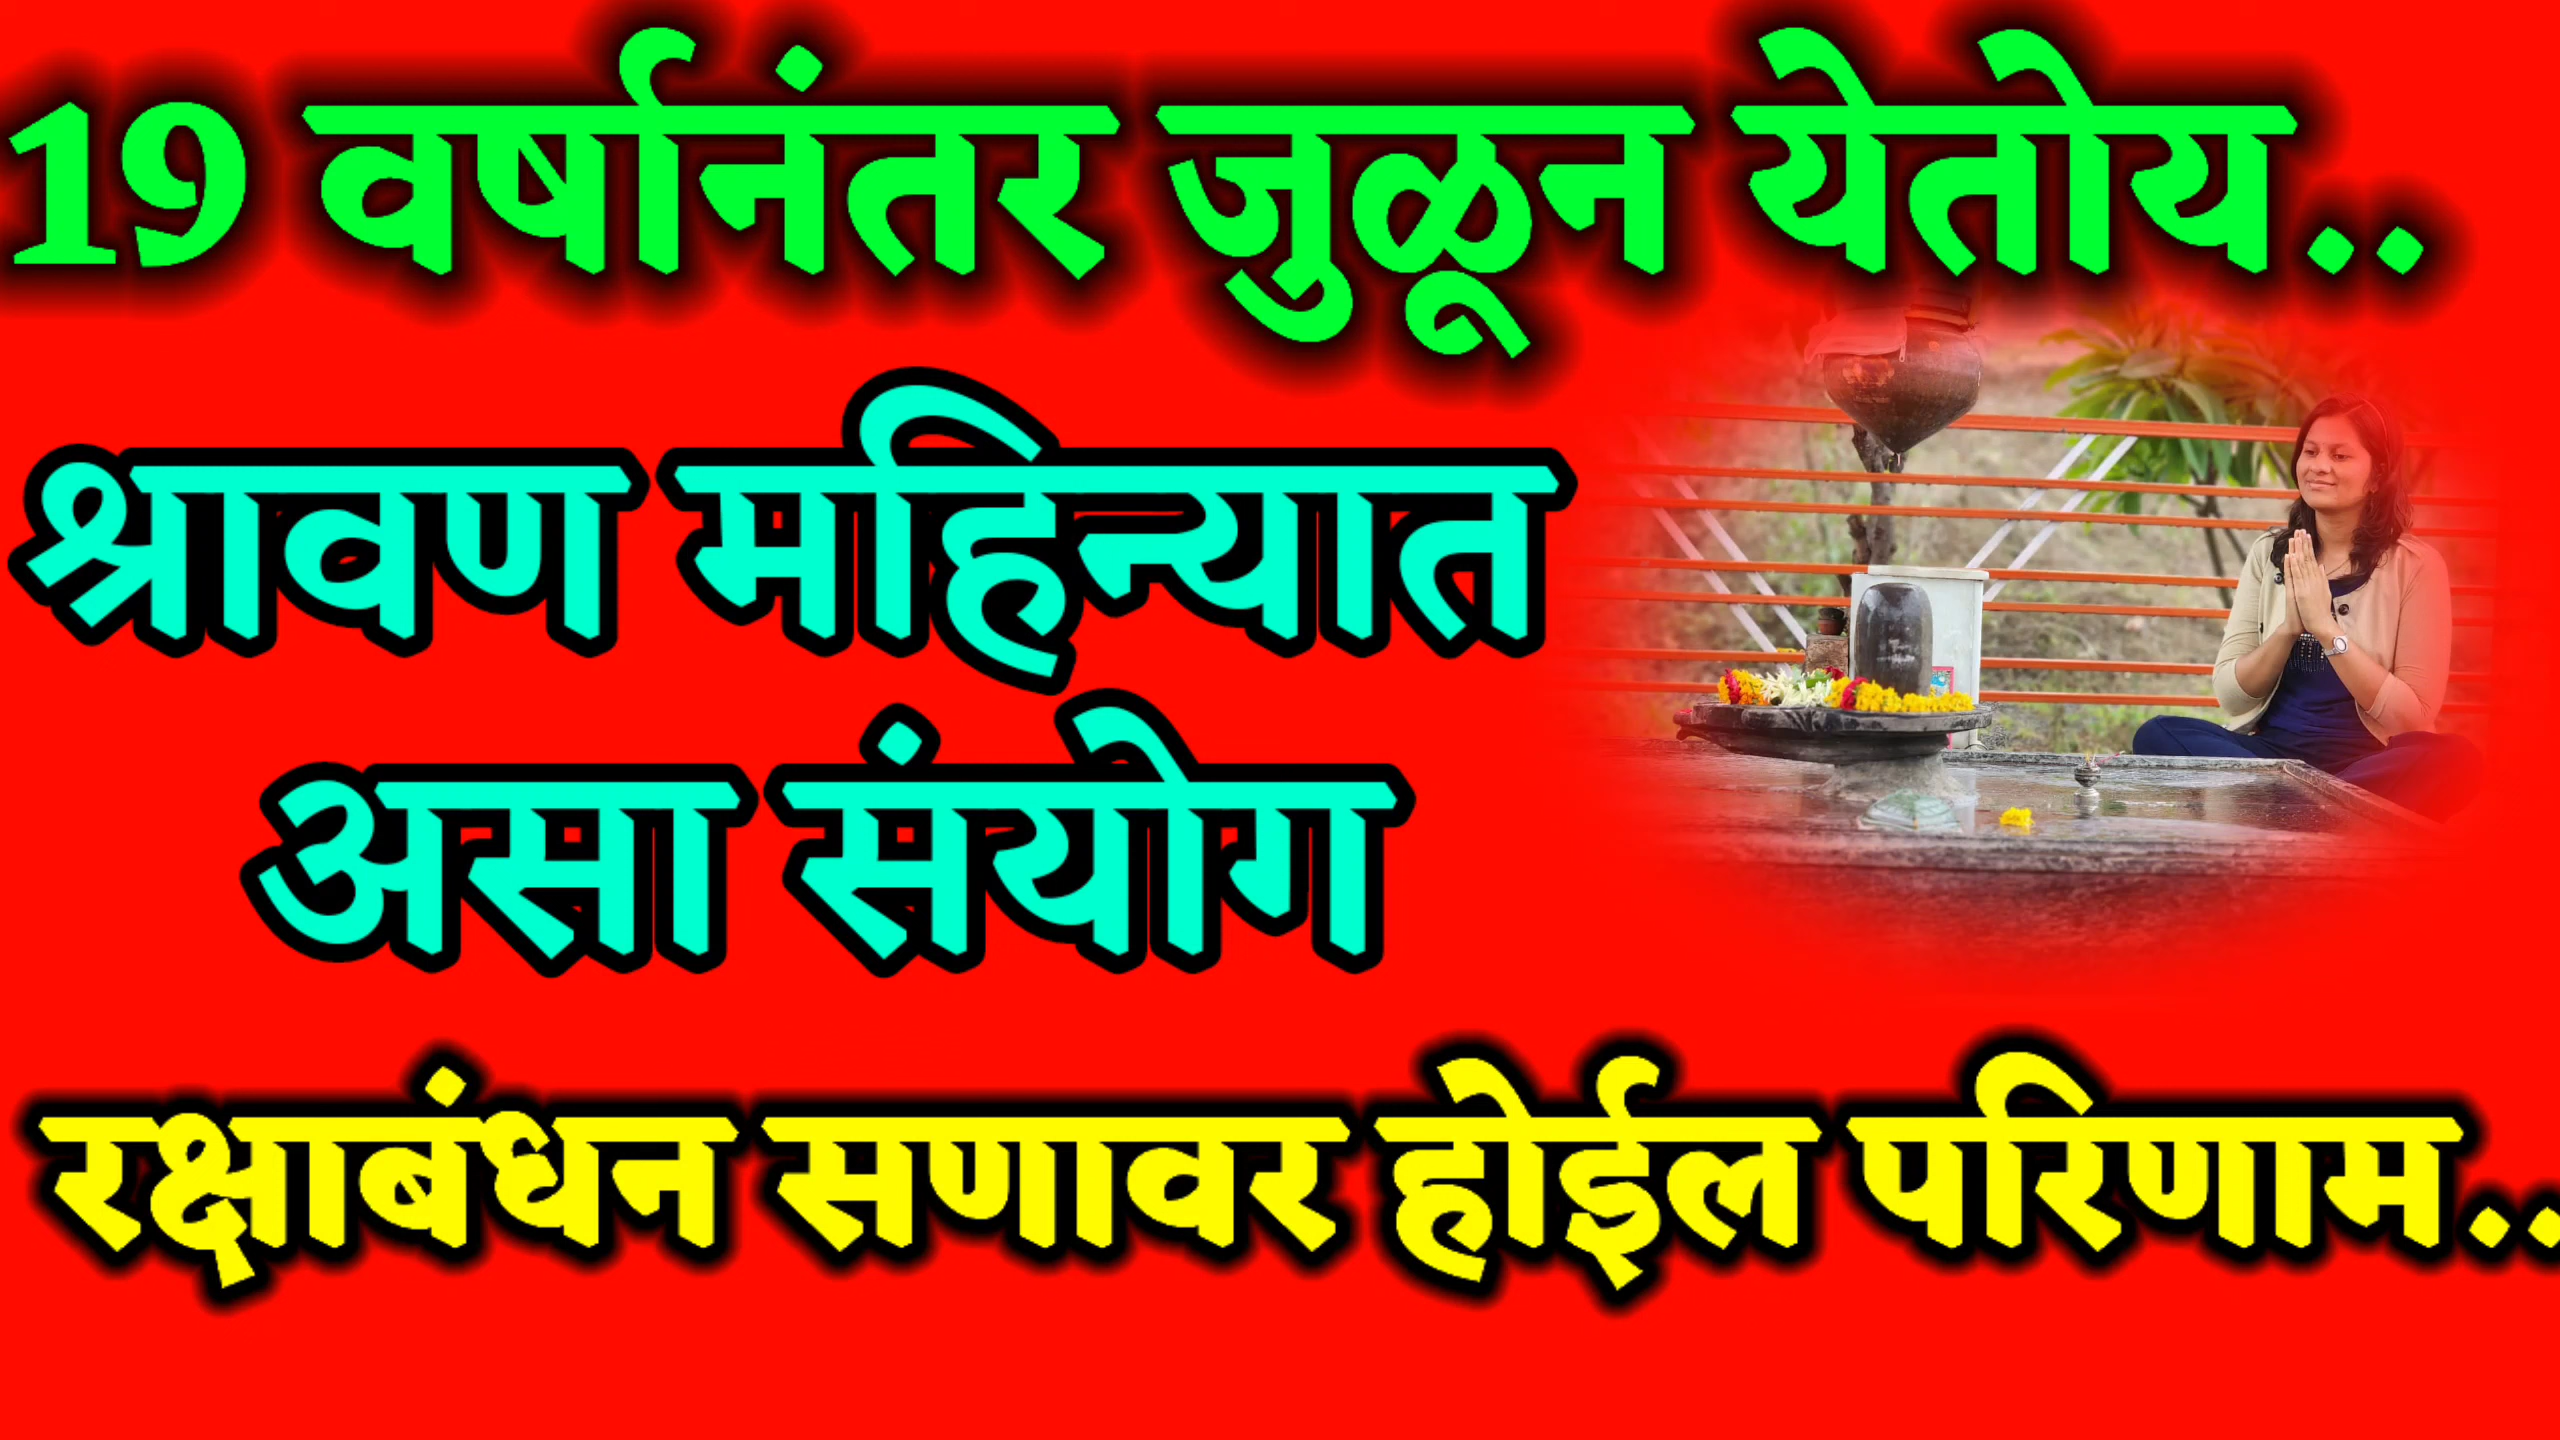 19 वर्षानंतर जुळून येतोय..
श्रावण महिन्यात
असा संयोग
रक्षाबंधन सणावर होईल परिणाम..